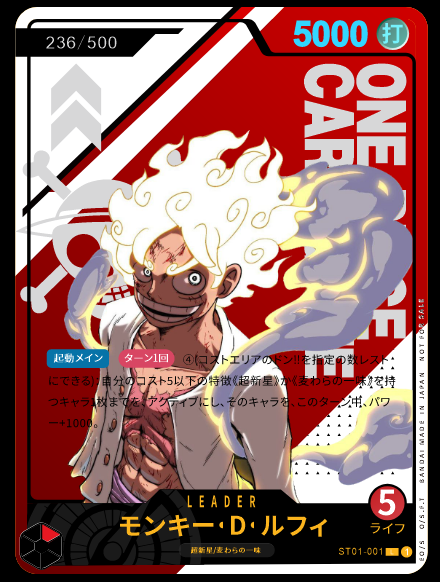 236/500
5000 打
ONE PIECE
CARD GAME
起動メイン ターン1回 ④(コストエリアのドン!!を指定の数レスト
にできる):自分のコスト5以下の特徴《超新星》か《麦わらの一味》を持
つキャラ1枚までを、アクティブにし、そのキャラを、このターン中、パワ
ー+1000。
BANDAI MADE IN JAPAN
LEADER
モンキー・D・ルフィ
超新星/麦わらの一味
5
ライフ
ST01-001 L